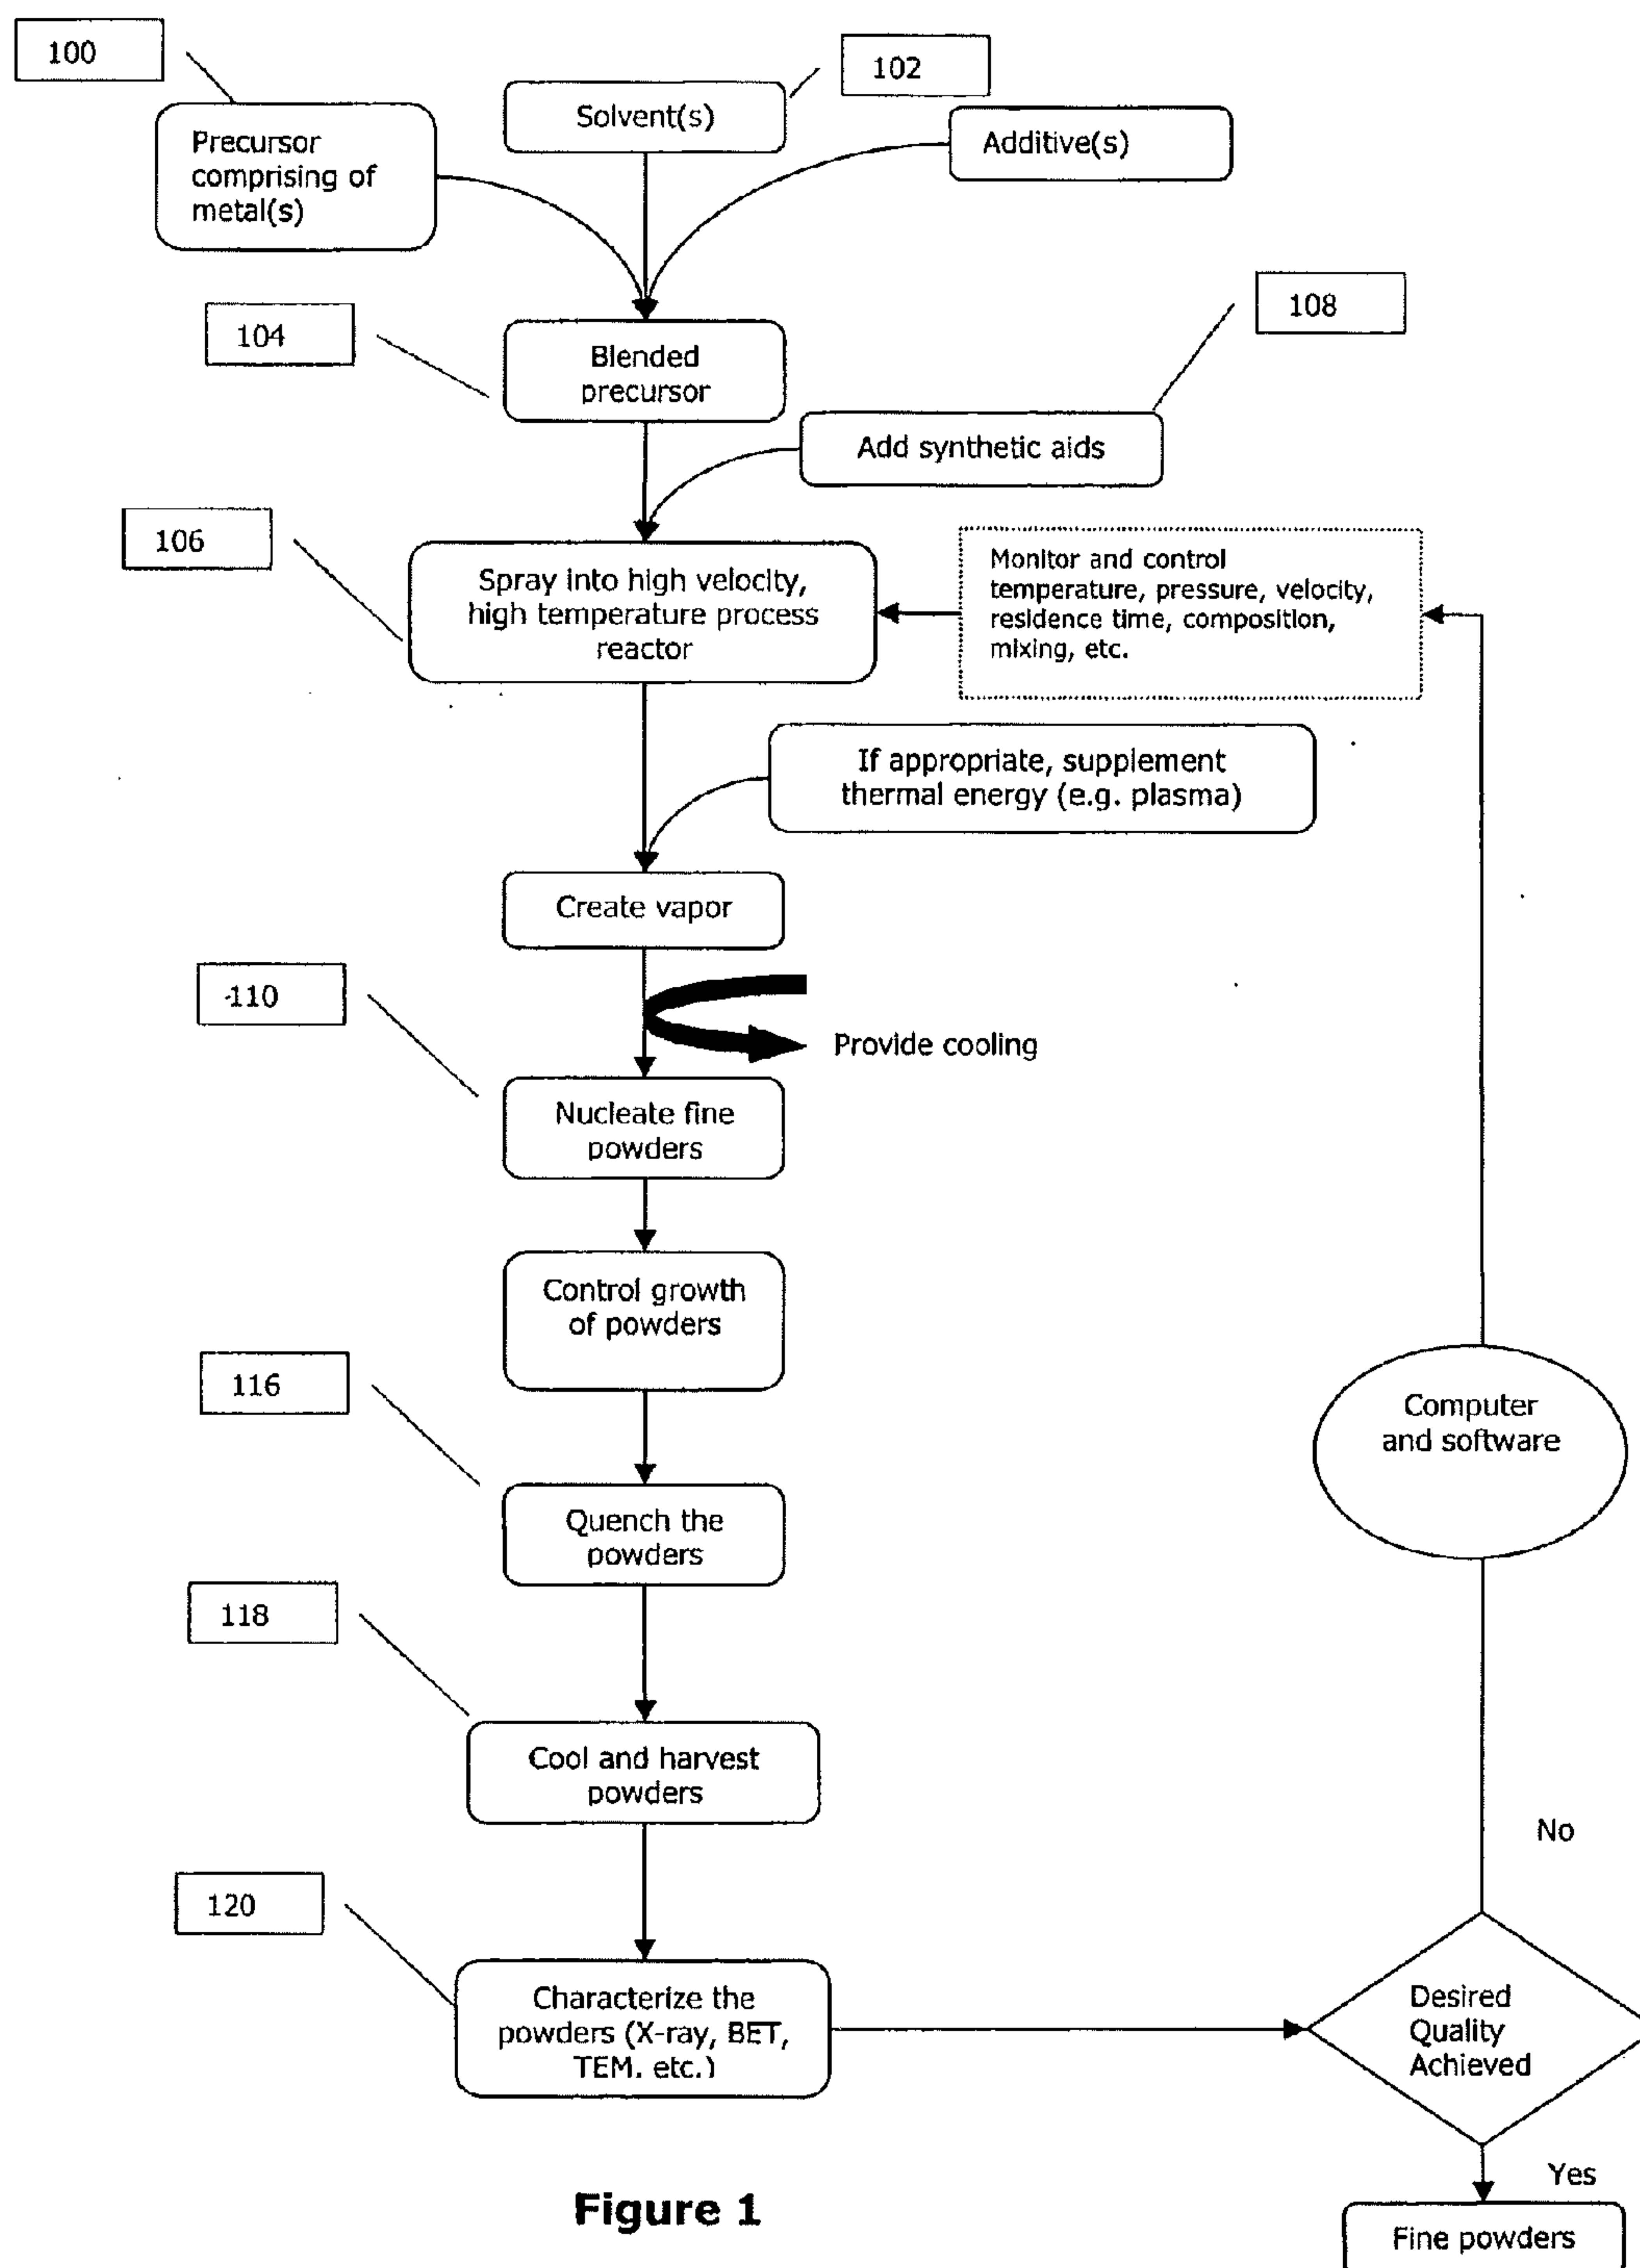 100
102
Solvent(s)
Precursor
comprising of
metal(s)
Additive(s)
108
104
Blended
precursor
Add synthetic aids
106
Spray into high velocity,
high temperature process
reactor
Monitor and control
temperature, pressure, velocity,
residence time, composition,
mixing, etc.
If appropriate, supplement
thermal energy (e.g. plasma)
Create vapor
110
Provide cooling
Nucleate fine
powders
Control growth
of powders
116
Computer
and software
Quench the
powders
118
Cool and harvest
powders
No
120
Characterize the
powders (X-ray, BET,
TEM. etc.)
Desired
Quality
Achieved
Yes
Figure 1
Fine powders